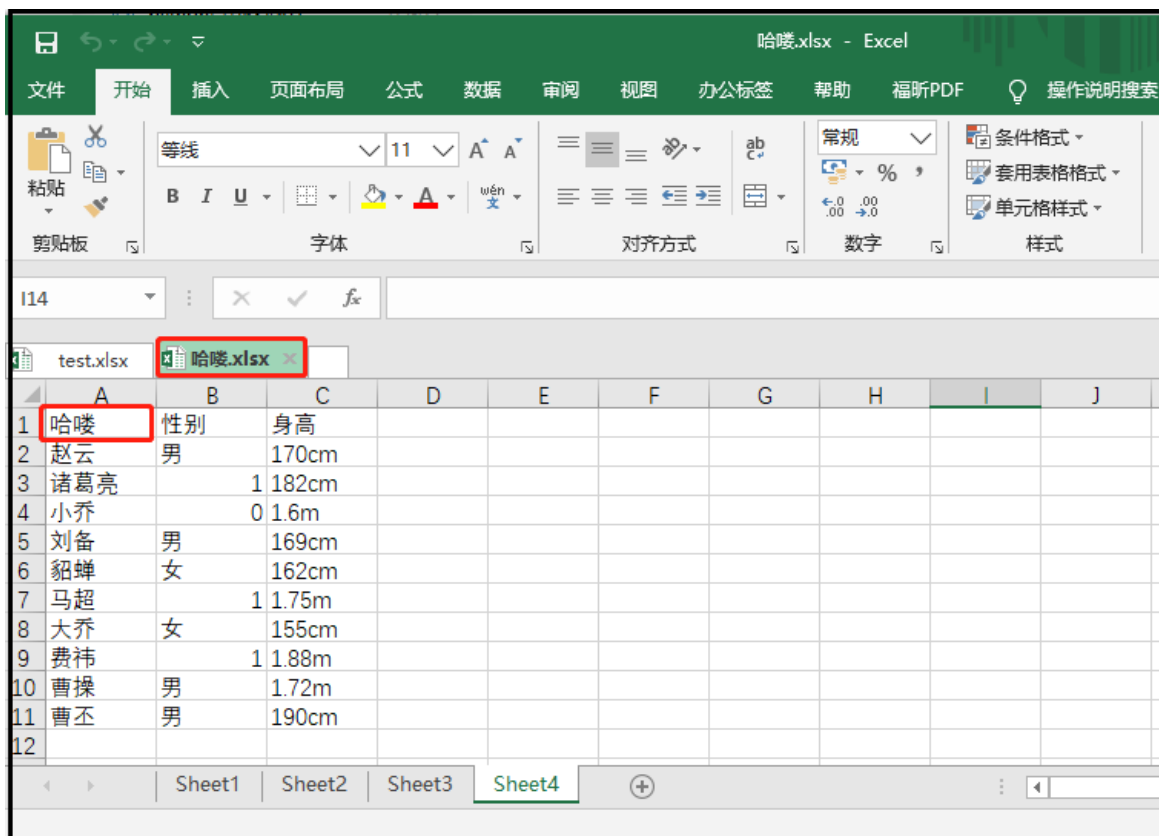 哈喽.xlsx - Excel
文件 开始 插入 页面布局 公式 数据 审阅 视图 办公标签 帮助 福昕PDF 操作说明搜索
等线 11 A A ab 常规 条件格式
粘贴 B I U A wén 文 % , 套用表格格式
.00 .00 单元格样式
剪贴板 字体 对齐方式 数字 样式
I14 fx
test.xlsx 哈喽.xlsx
A B C D E F G H I J
1 哈喽 性别 身高
2 赵云 男 170cm
3 诸葛亮 1 182cm
4 小乔 0 1.6m
5 刘备 男 169cm
6 貂蝉 女 162cm
7 马超 1 1.75m
8 大乔 女 155cm
9 费祎 1 1.88m
10 曹操 男 1.72m
11 曹丕 男 190cm
12
Sheet1 Sheet2 Sheet3 Sheet4